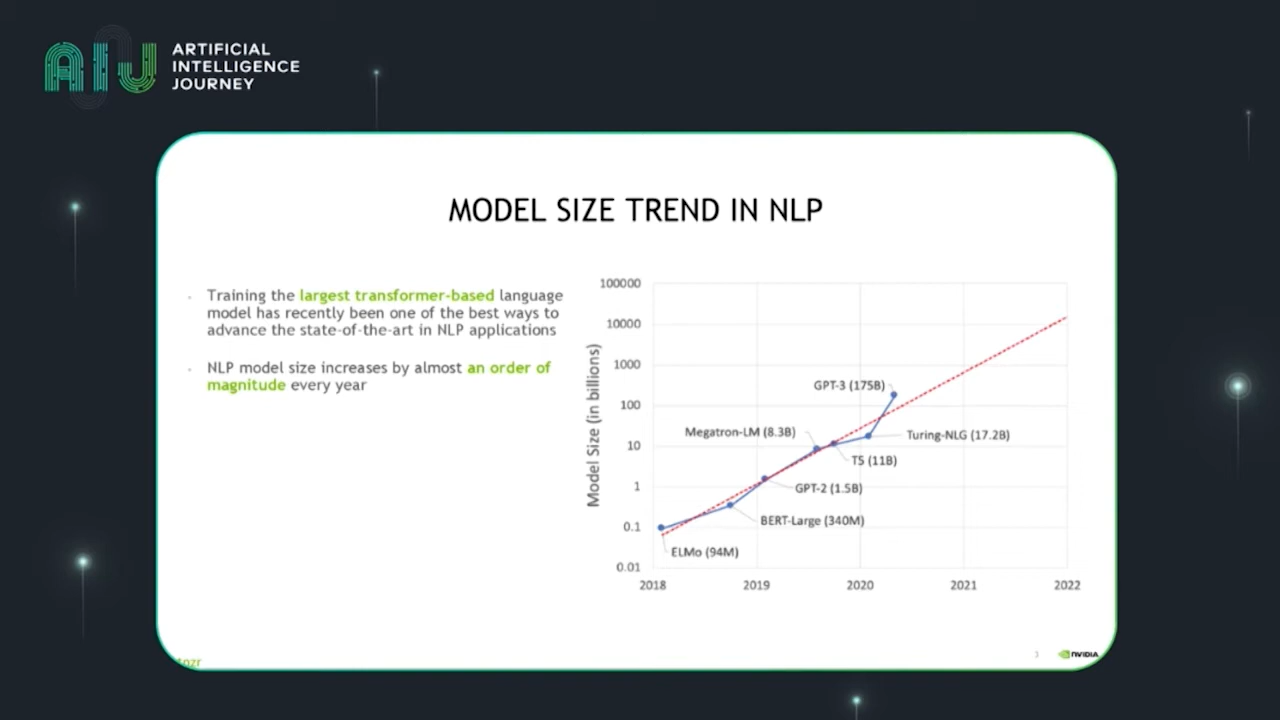 ARTIFICIAL
INTELLIGENCE
JOURNEY
MODEL SIZE TREND IN NLP
Training the largest transformer-based language
model has recently been one of the best ways to
advance the state-of-the-art in NLP applications
NLP model size increases by almost an order of
magnitude every year
Model Size (in billions)
100000
10000
1000
100
10
1
0.1
0.01
GPT-3 (175B)
Megatron-LM (8.3B)
Turing-NLG (17.2B)
T5 (11B)
GPT-2 (1.5B)
BERT-Large (340M)
ELMo (94M)
2018 2019 2020 2021 2022
3
NVIDIA